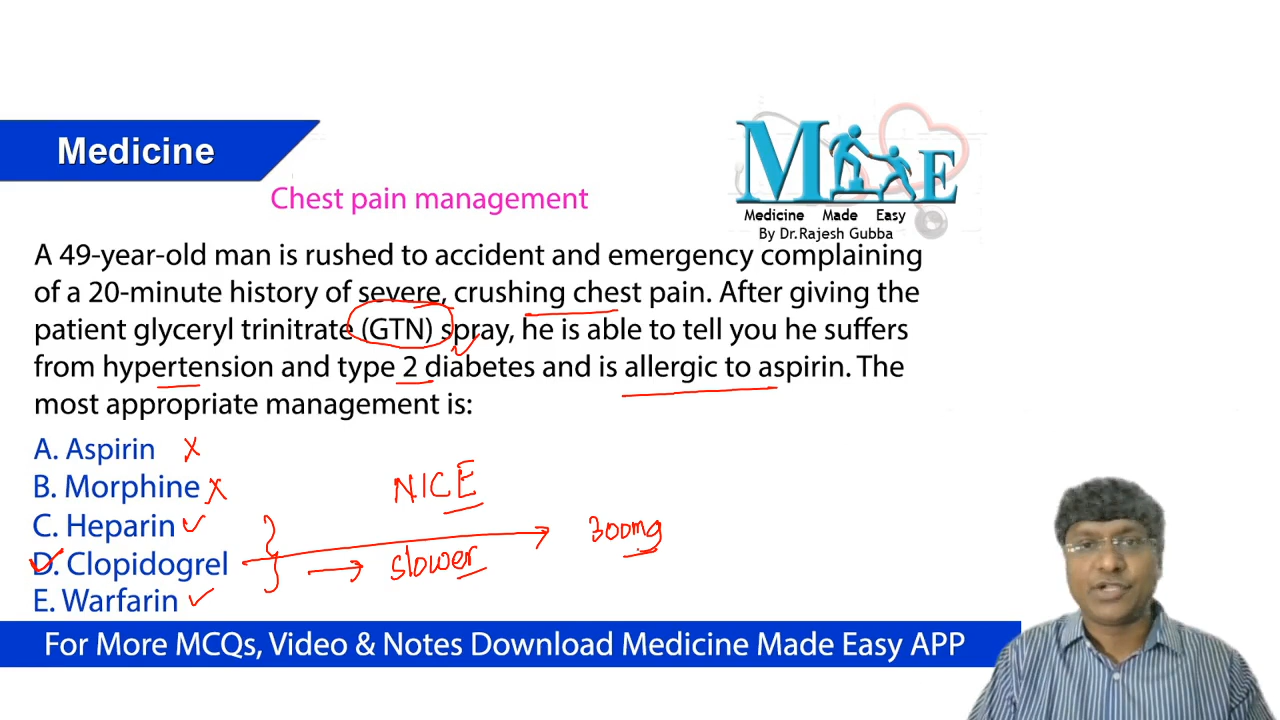 Medicine
Chest pain management
M E
Medicine Made Easy
By Dr.Rajesh Gubba
A 49-year-old man is rushed to accident and emergency complaining
of a 20-minute history of severe, crushing chest pain. After giving the
patient glyceryl trinitrate (GTN) spray, he is able to tell you he suffers
from hypertension and type 2 diabetes and is allergic to aspirin. The
most appropriate management is:
A. Aspirin
B. Morphine
NICE
C. Heparin
300mg
D. Clopidogrel
slower
E. Warfarin
For More MCQs, Video & Notes Download Medicine Made Easy APP